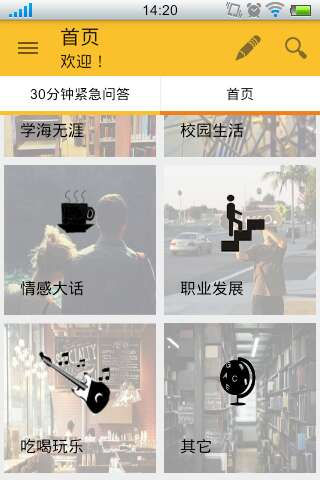 14:20
首页
欢迎！
30分钟紧急问答
首页
学海无涯
校园生活
情感大话
职业发展
吃喝玩乐
其它